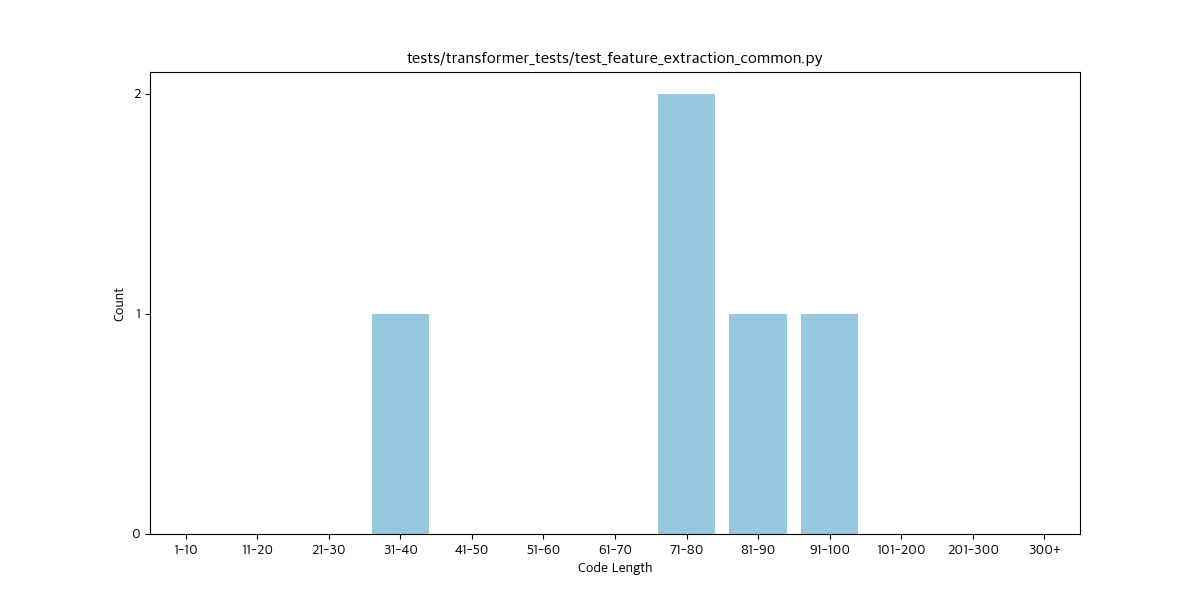 tests/transformer_tests/test_feature_extraction_common.py
2
1
0
Count
1-10 11-20 21-30 31-40 41-50 51-60 61-70 71-80 81-90 91-100 101-200 201-300 300+
Code Length